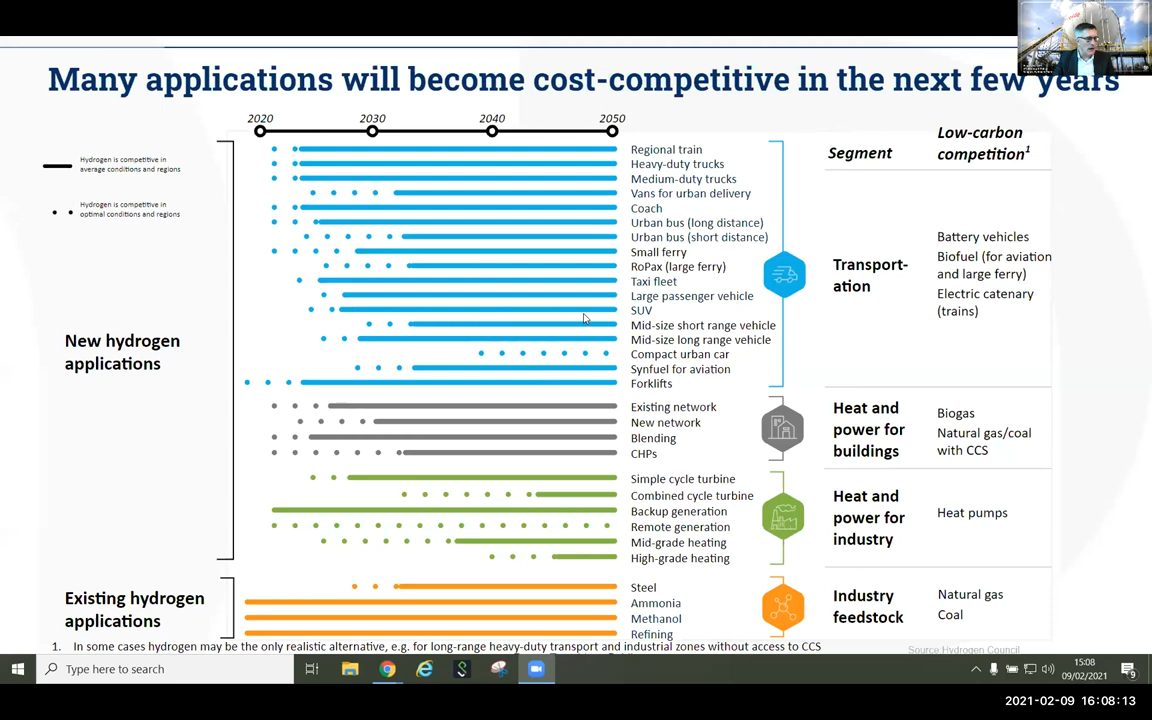 Many applications will become cost-competitive in the next few years
2020 2030 2040 2050
Hydrogen is competitive in
average conditions and regions
Hydrogen is competitive in
optimal conditions and regions
Segment
Low-carbon
competition1
New hydrogen
applications
Regional train
Heavy-duty trucks
Medium-duty trucks
Vans for urban delivery
Coach
Urban bus (long distance)
Urban bus (short distance)
Small ferry
RoPax (large ferry)
Taxi fleet
Large passenger vehicle
SUV
Mid-size short range vehicle
Mid-size long range vehicle
Compact urban car
Synfuel for aviation
Forklifts
Transport-
ation
Battery vehicles
Biofuel (for aviation
and large ferry)
Electric catenary
(trains)
Existing network
New network
Blending
CHPs
Heat and
power for
buildings
Biogas
Natural gas/coal
with CCS
Simple cycle turbine
Combined cycle turbine
Backup generation
Remote generation
Mid-grade heating
High-grade heating
Heat and
power for
industry
Heat pumps
Existing hydrogen
applications
Steel
Ammonia
Methanol
Refining
Industry
feedstock
Natural gas
Coal
1. In some cases hydrogen may be the only realistic alternative, e.g. for long-range heavy-duty transport and industrial zones without access to CCS
Source:Hydrogen Council
Type here to search
15:08
09/02/2021
9
2021-02-09 16:08:13